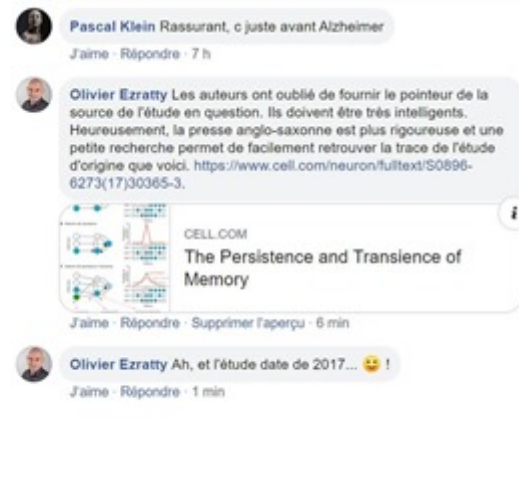 Pascal Klein Rassurant, c juste avant Alzheimer
J'aime · Répondre · 7 h
Olivier Ezratty Les auteurs ont oublié de fournir le pointeur de la
source de l'étude en question. Ils doivent être très intelligents.
Heureusement, la presse anglo-saxonne est plus rigoureuse et une
petite recherche permet de facilement retrouver la trace de l'étude
d'origine que voici. https://www.cell.com/neuron/fulltext/S0896-
6273(17)30365-3.
CELL.COM
The Persistence and Transience of
Memory
J'aime · Répondre · Supprimer l'aperçu · 6 min
Olivier Ezratty Ah, et l'étude date de 2017... 😆 !
J'aime · Répondre · 1 min